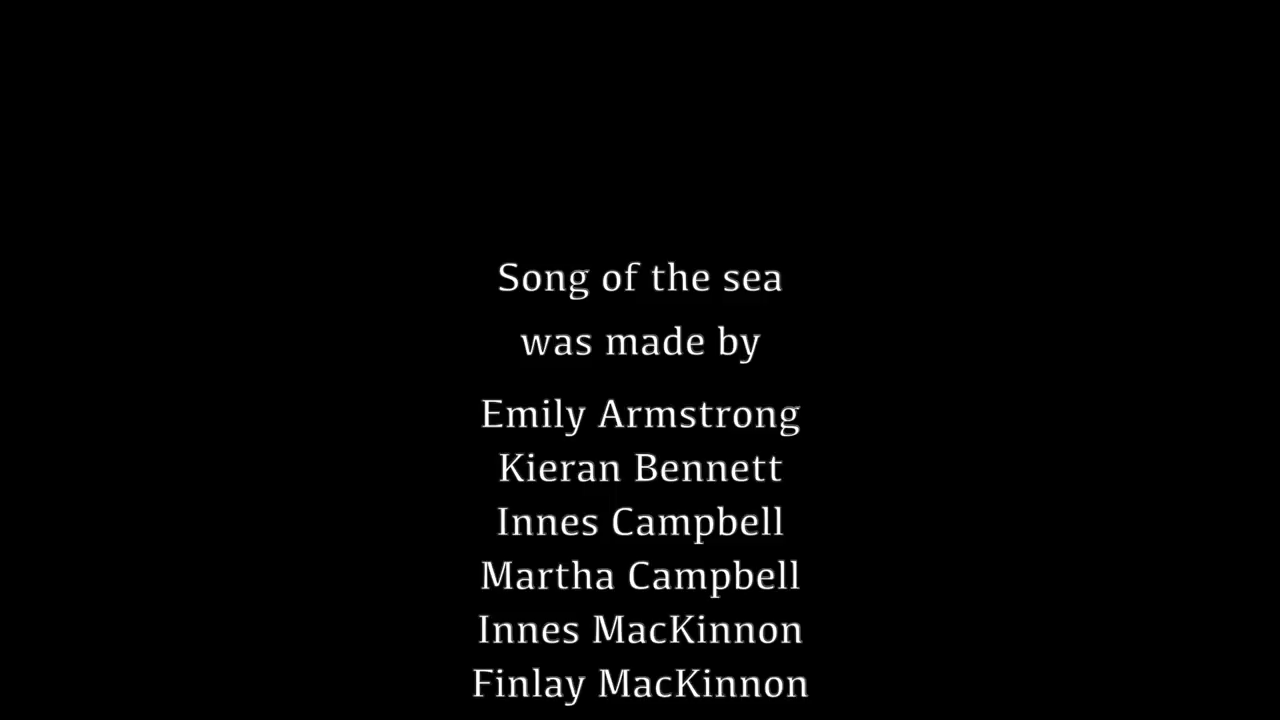 Song of the sea
was made by
Emily Armstrong
Kieran Bennett
Innes Campbell
Martha Campbell
Innes MacKinnon
Finlay MacKinnon